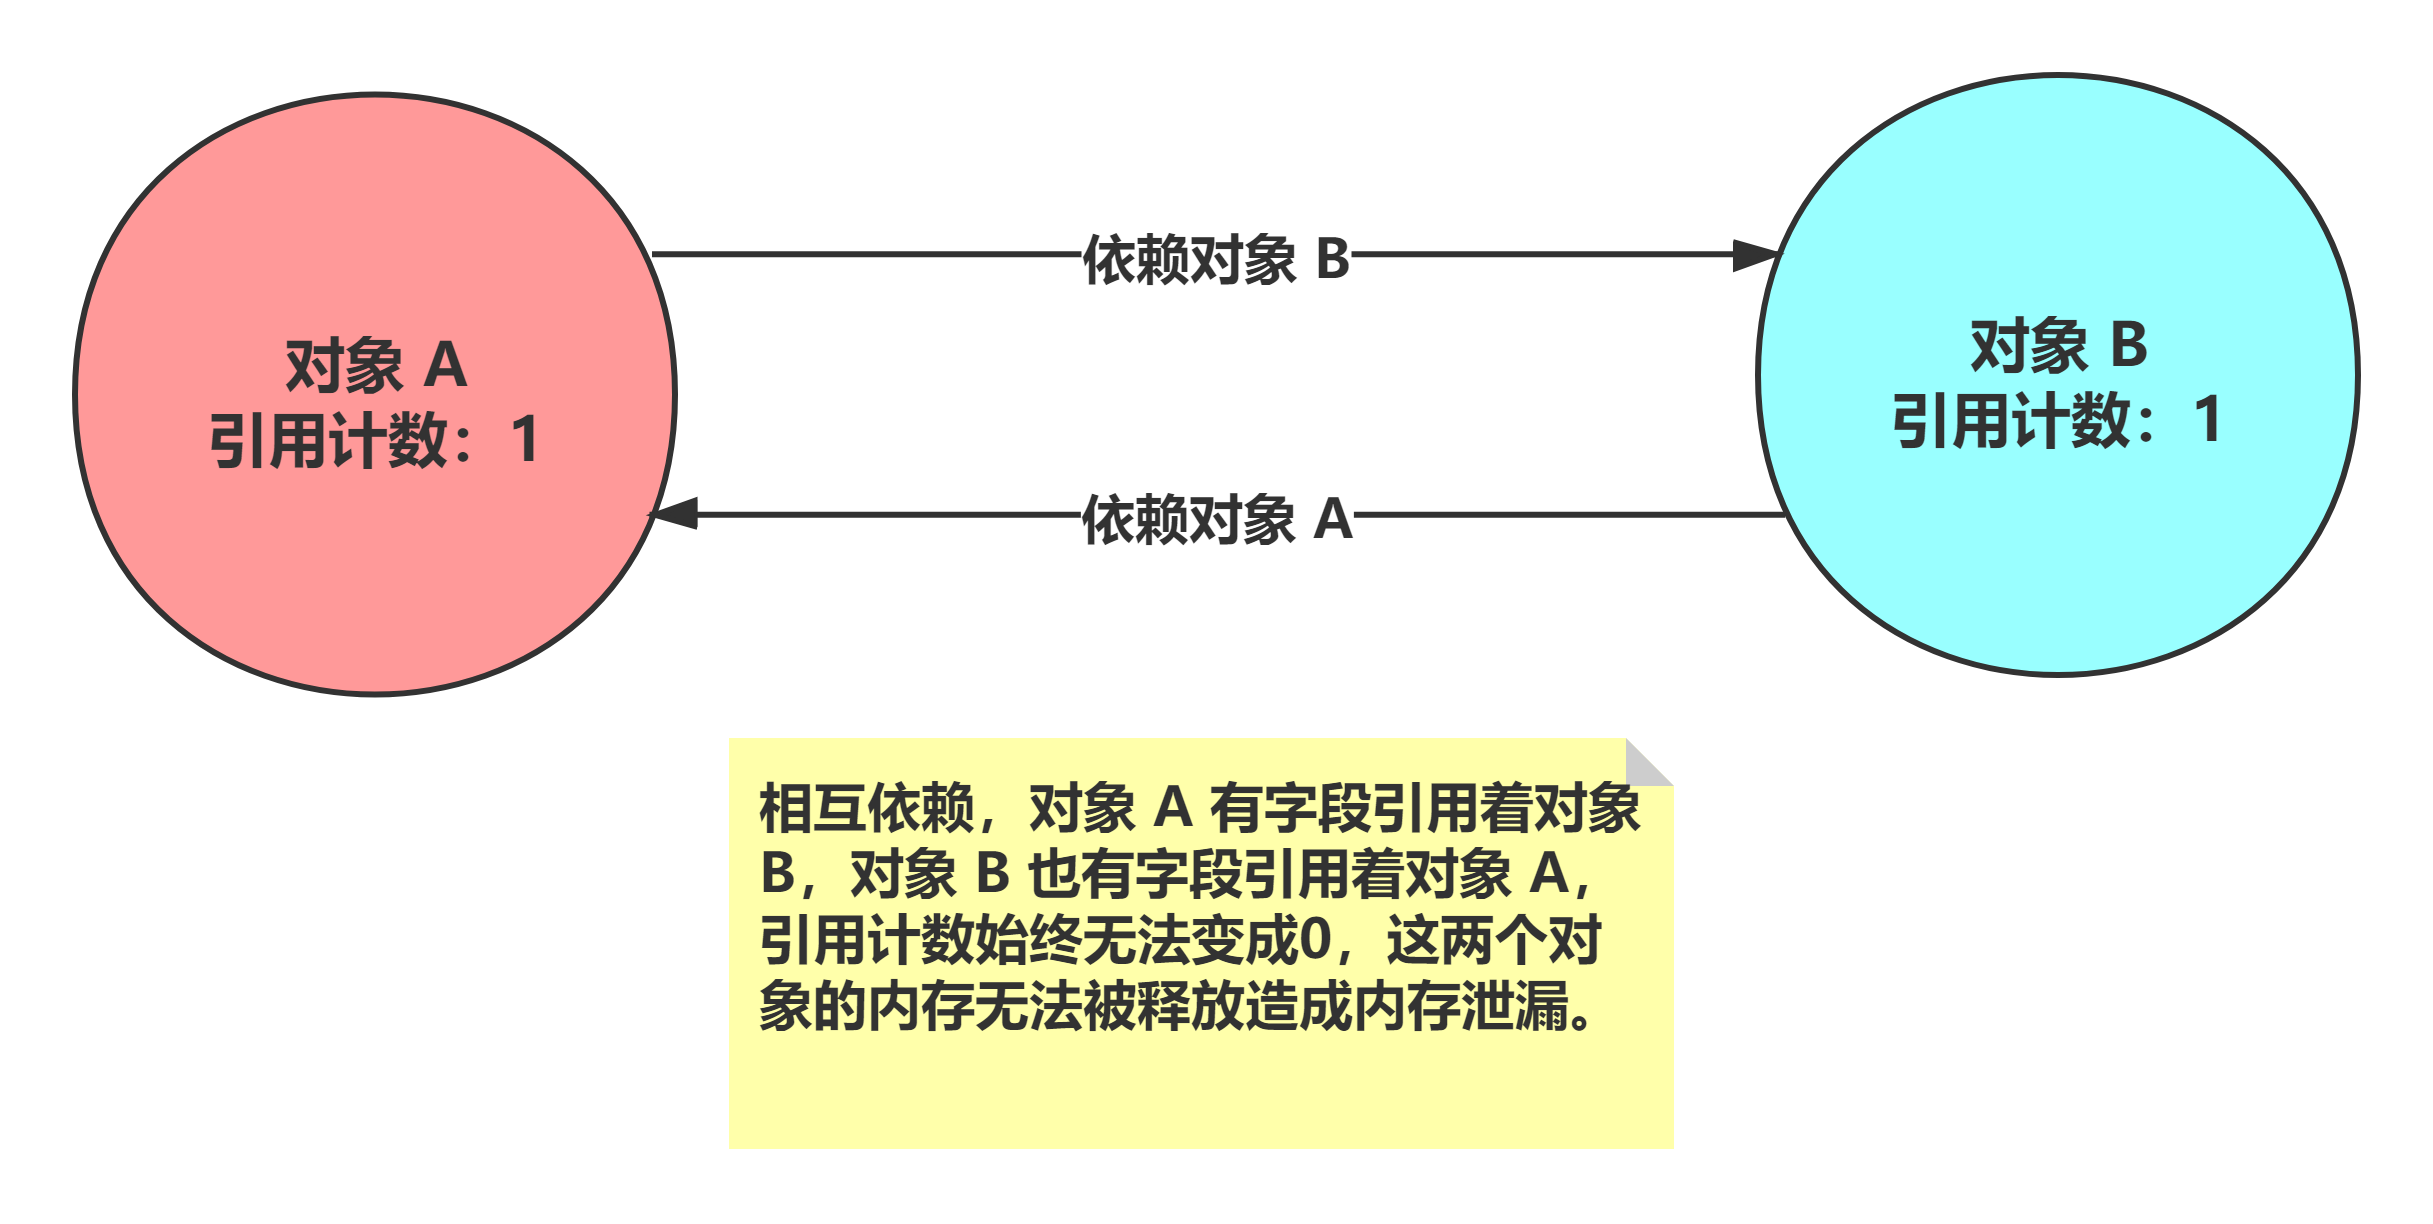 对象 A
引用计数：1
依赖对象 B
对象 B
引用计数：1
依赖对象 A
相互依赖，对象 A 有字段引用着对象
B，对象 B 也有字段引用着对象 A，
引用计数始终无法变成0，这两个对
象的内存无法被释放造成内存泄漏。